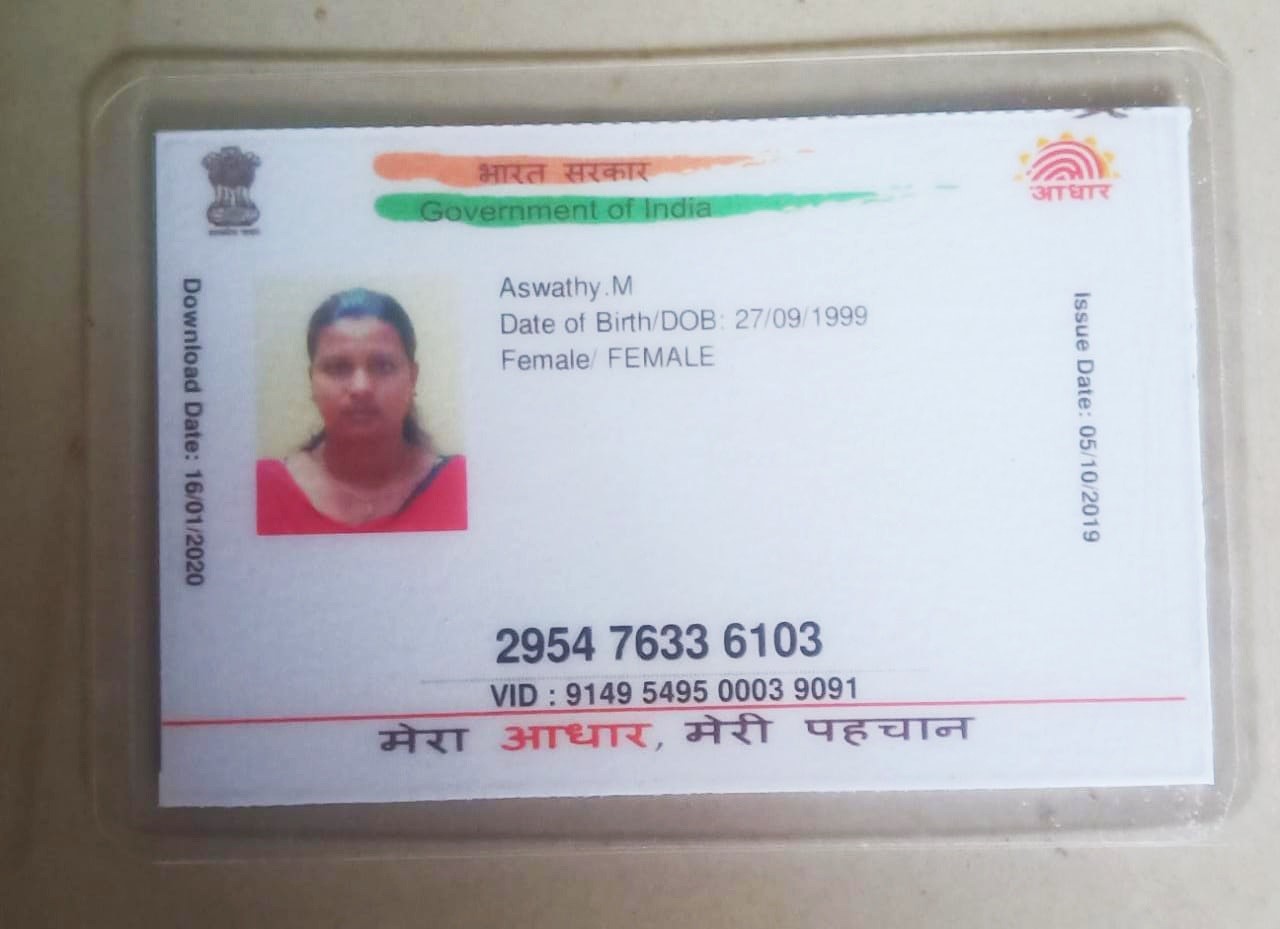 भारत सरकार
Government of India
आधार
Aswathy.M
Date of Birth/DOB: 27/09/1999
Female/ FEMALE
Download Date: 16/01/2020
Issue Date: 05/10/2019
2954 7633 6103
VID : 9149 5495 0003 9091
मेरा आधार, मेरी पहचान